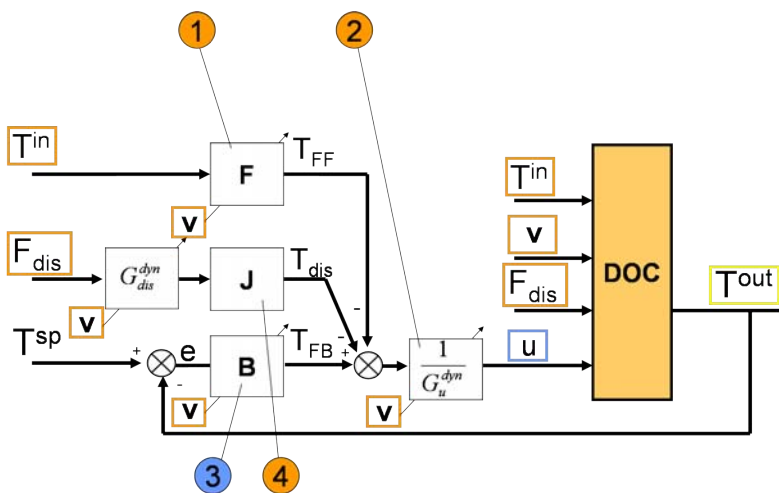 1
2
T^in
F
T_FF
v
T^in
v
F_dis
G_dis^dyn
J
T_dis
v
DOC
F_dis
T^out
T^sp
+
e
-
B
T_FB
-
-
+
1
G_u^dyn
u
v
v
3
4